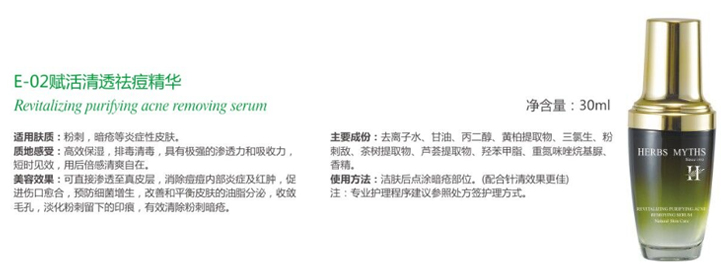 E-02赋活清透祛痘精华
Revitalizing purifying acne removing serum
净含量：30ml
适用肤质：粉刺，暗疮等炎症性皮肤。
质地感受：高效保湿，排毒清毒，具有极强的渗透力和吸收力，
短时见效，用后倍感清爽自在。
美容效果：可直接渗透至真皮层，消除痘痘内部炎症及红肿，促
进伤口愈合，预防细菌增生，改善和平衡皮肤的油脂分泌，收敛
毛孔，淡化粉刺留下的印痕，有效清除粉刺暗疮。
主要成份：去离子水、甘油、丙二醇、黄柏提取物、三氯生、粉
刺敌、茶树提取物、芦荟提取物、羟苯甲脂、重氮咪唑烷基脲、
香精。
使用方法：洁肤后点涂暗疮部位。(配合针清效果更佳)
注：专业护理程序建议参照处方签护理方式。
HERBS MYTHS
Since 1951
H
REVITALIZING PURIFYING ACNE
REMOVING SERUM
Natural Skin Care